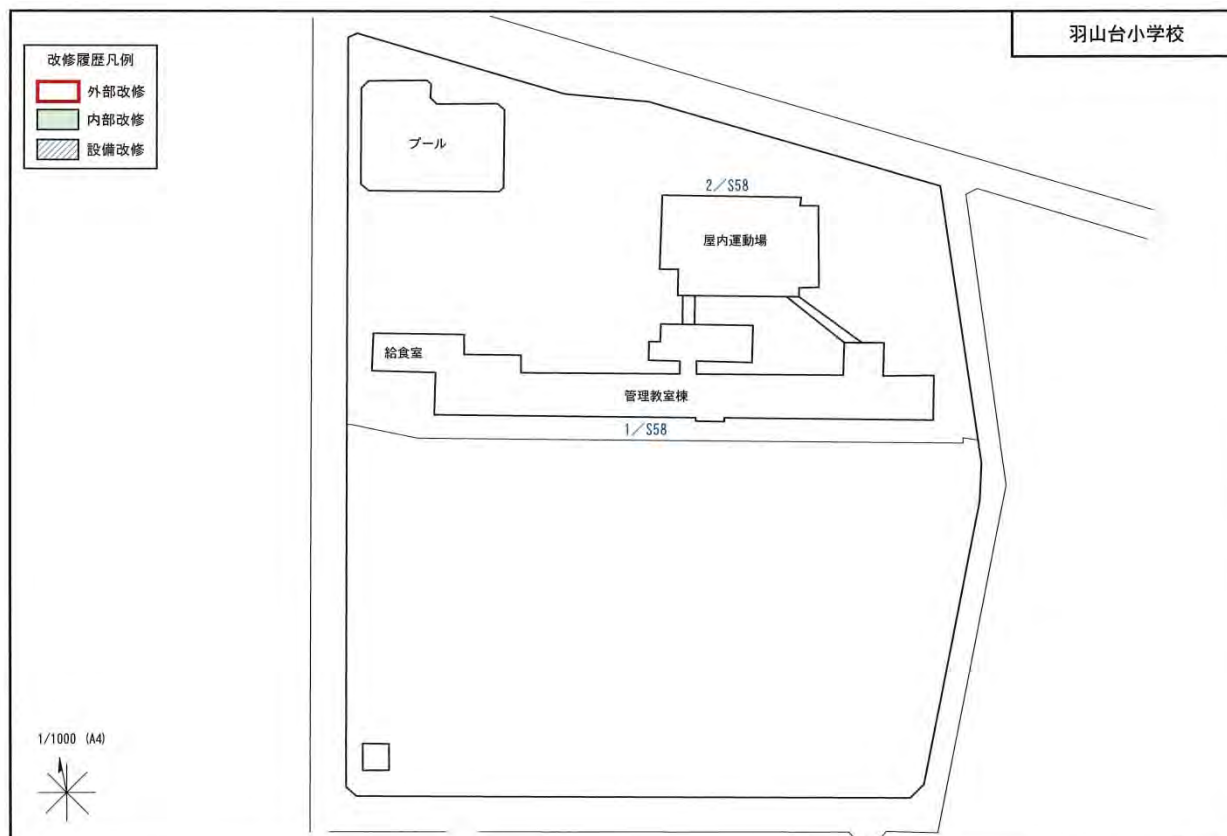 羽山台小学校
改修履歴凡例
外部改修
内部改修
設備改修
プール
2/S58
屋内運動場
給食室
管理教室棟
1/S58
1/1000 (A4)